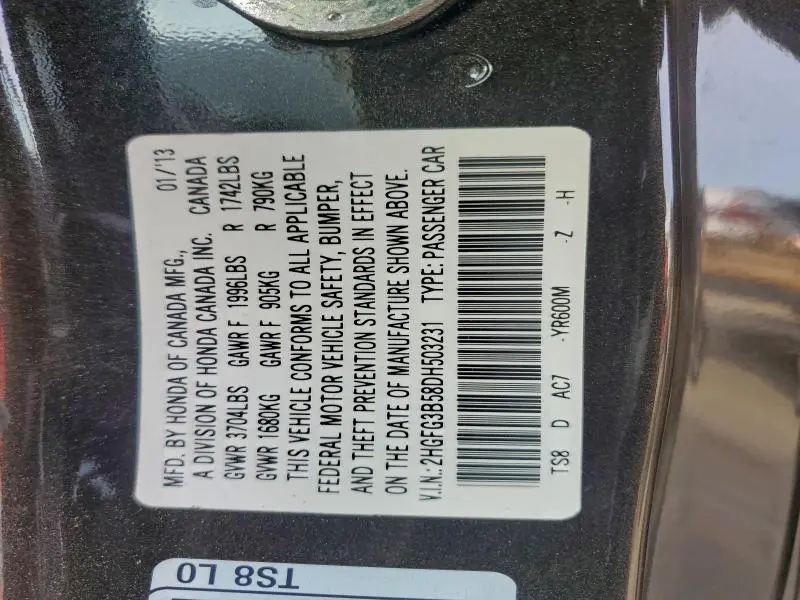 MFD. BY HONDA OF CANADA MFG., 01/'13
A DIVISION OF HONDA CANADA INC. CANADA
GVWR 3704LBS GAWR F 1996LBS R 1742LBS
GVWR 1680KG GAWR F 905KG R 790KG
THIS VEHICLE CONFORMS TO ALL APPLICABLE
FEDERAL MOTOR VEHICLE SAFETY, BUMPER,
AND THEFT PREVENTION STANDARDS IN EFFECT
ON THE DATE OF MANUFACTURE SHOWN ABOVE.
V.I.N.: 2HGFG3B58DH503231 TYPE: PASSENGER CAR
TS8 D AC7 -YR600M -Z -H
TS8 L0